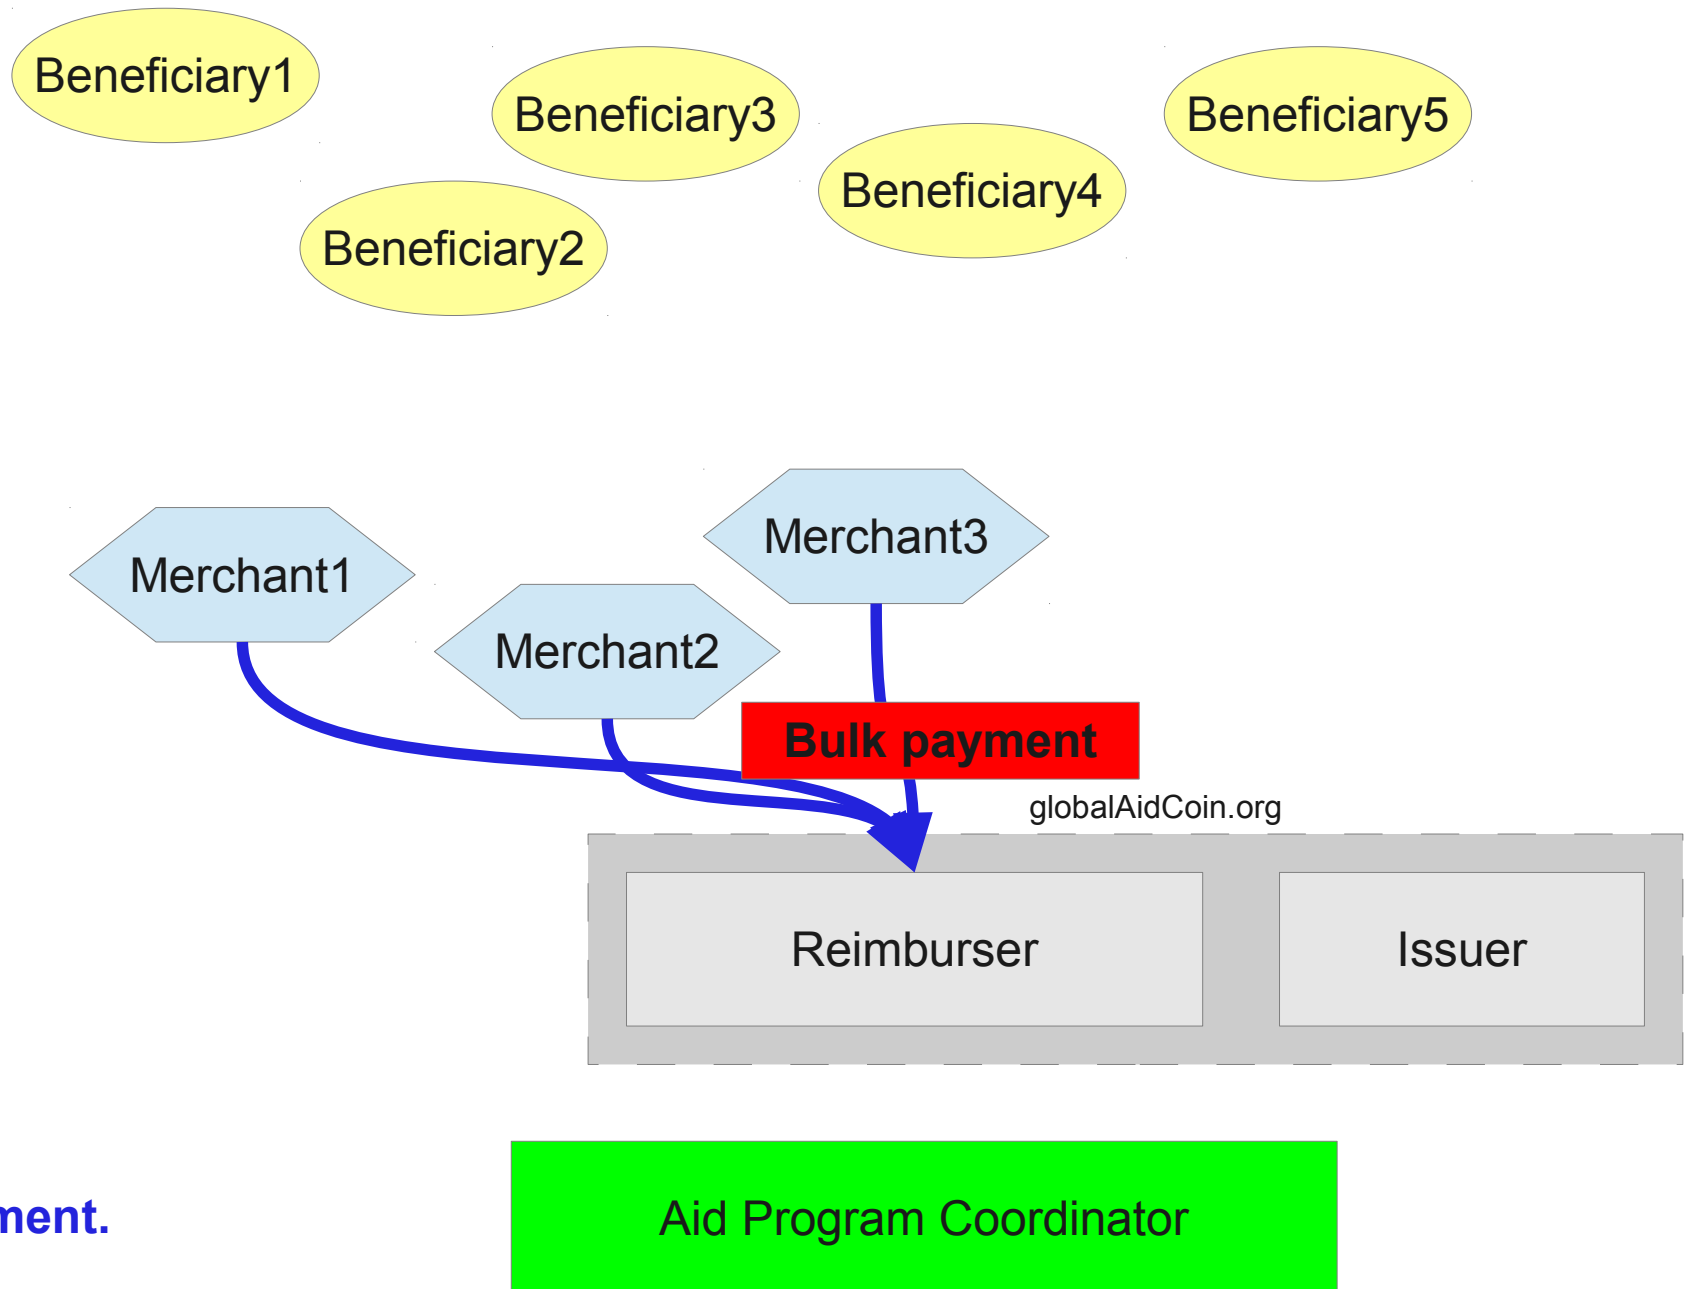 Beneficiary1
Beneficiary3
Beneficiary5
Beneficiary4
Beneficiary2
Merchant3
Merchant1
Merchant2
Bulk payment
globalAidCoin.org
Reimburser
Issuer
ment.
Aid Program Coordinator